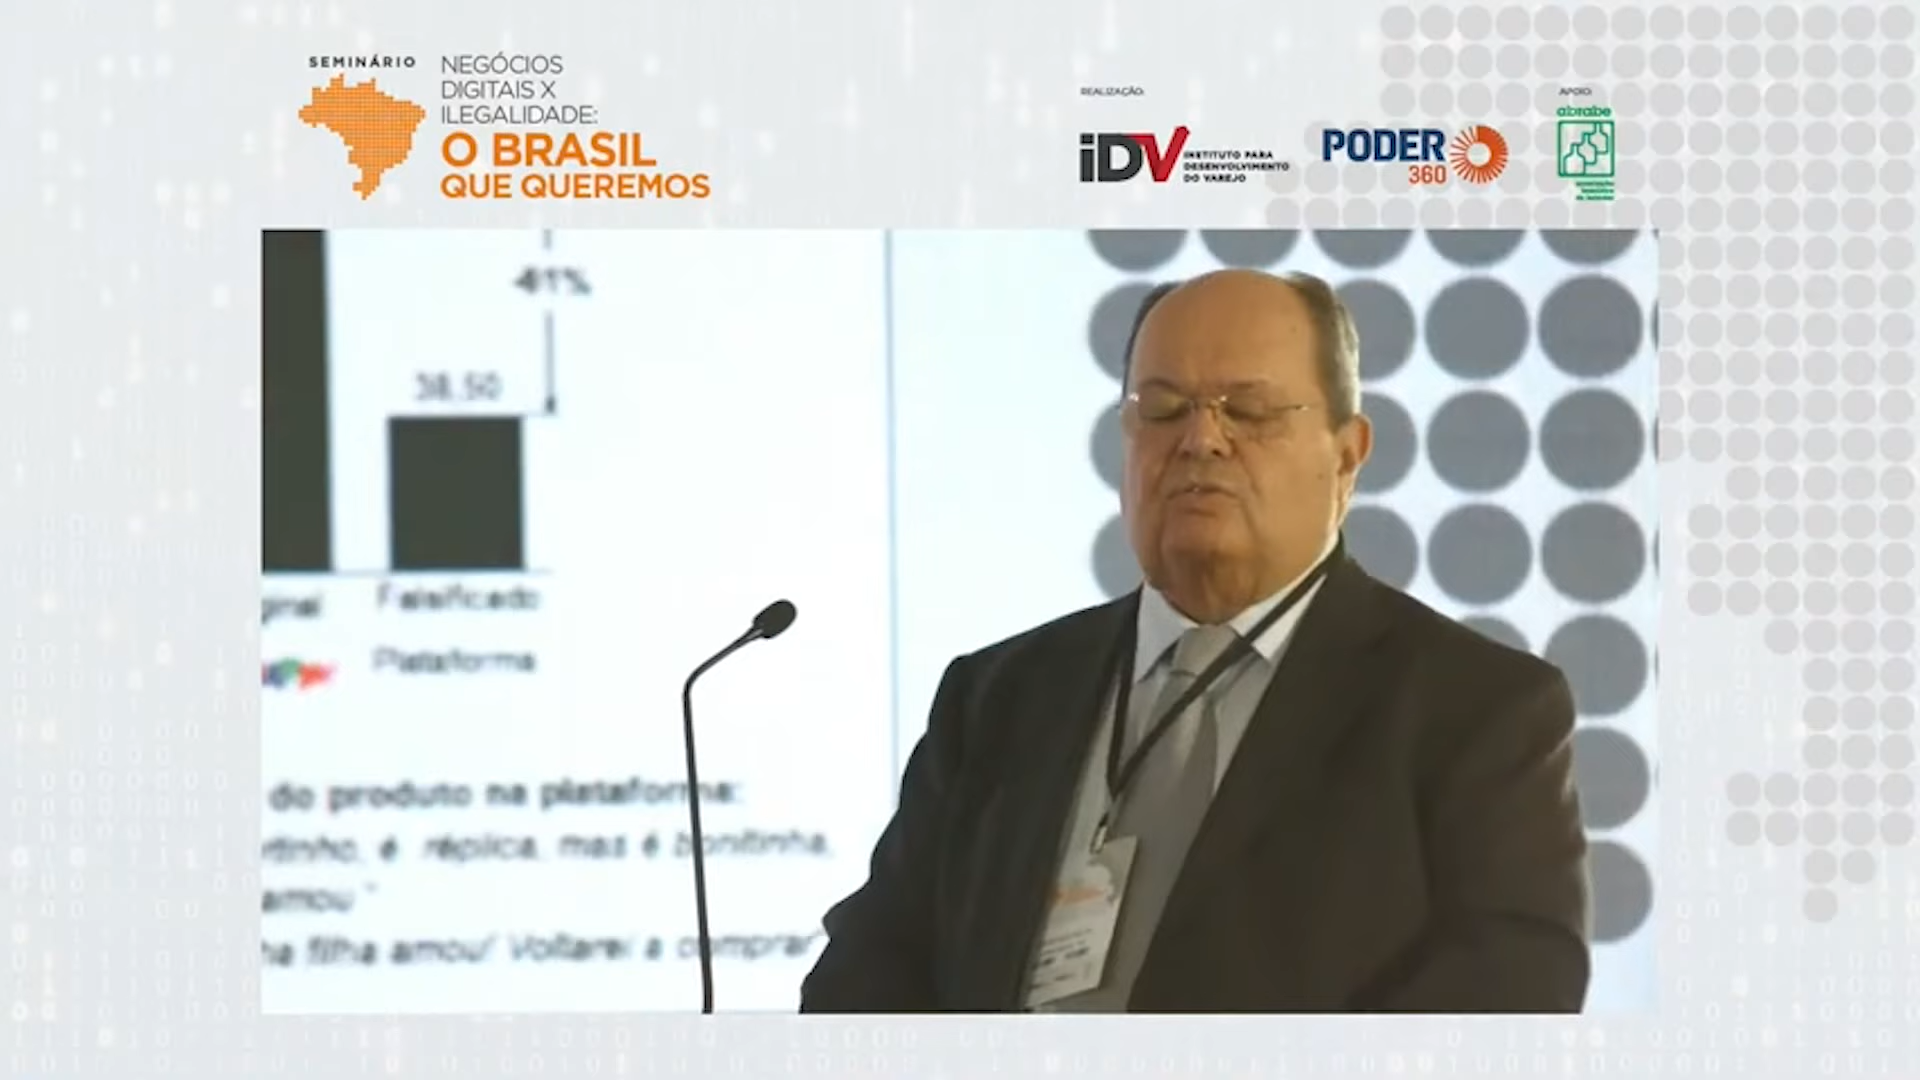 SEMINÁRIO
NEGÓCIOS
DIGITAIS X
ILEGALIDADE:
O BRASIL
QUE QUEREMOS
REALIZAÇÃO:
iDV
INSTITUTO PARA
DESENVOLVIMENTO
DO VAREJO
PODER
360
APOIO:
abrabe
38,50
Falsificado
Plataforma
do produto na plataforma:
é réplica, mas é bonitinha,
amou"
filha amou! Voltarei a comprar